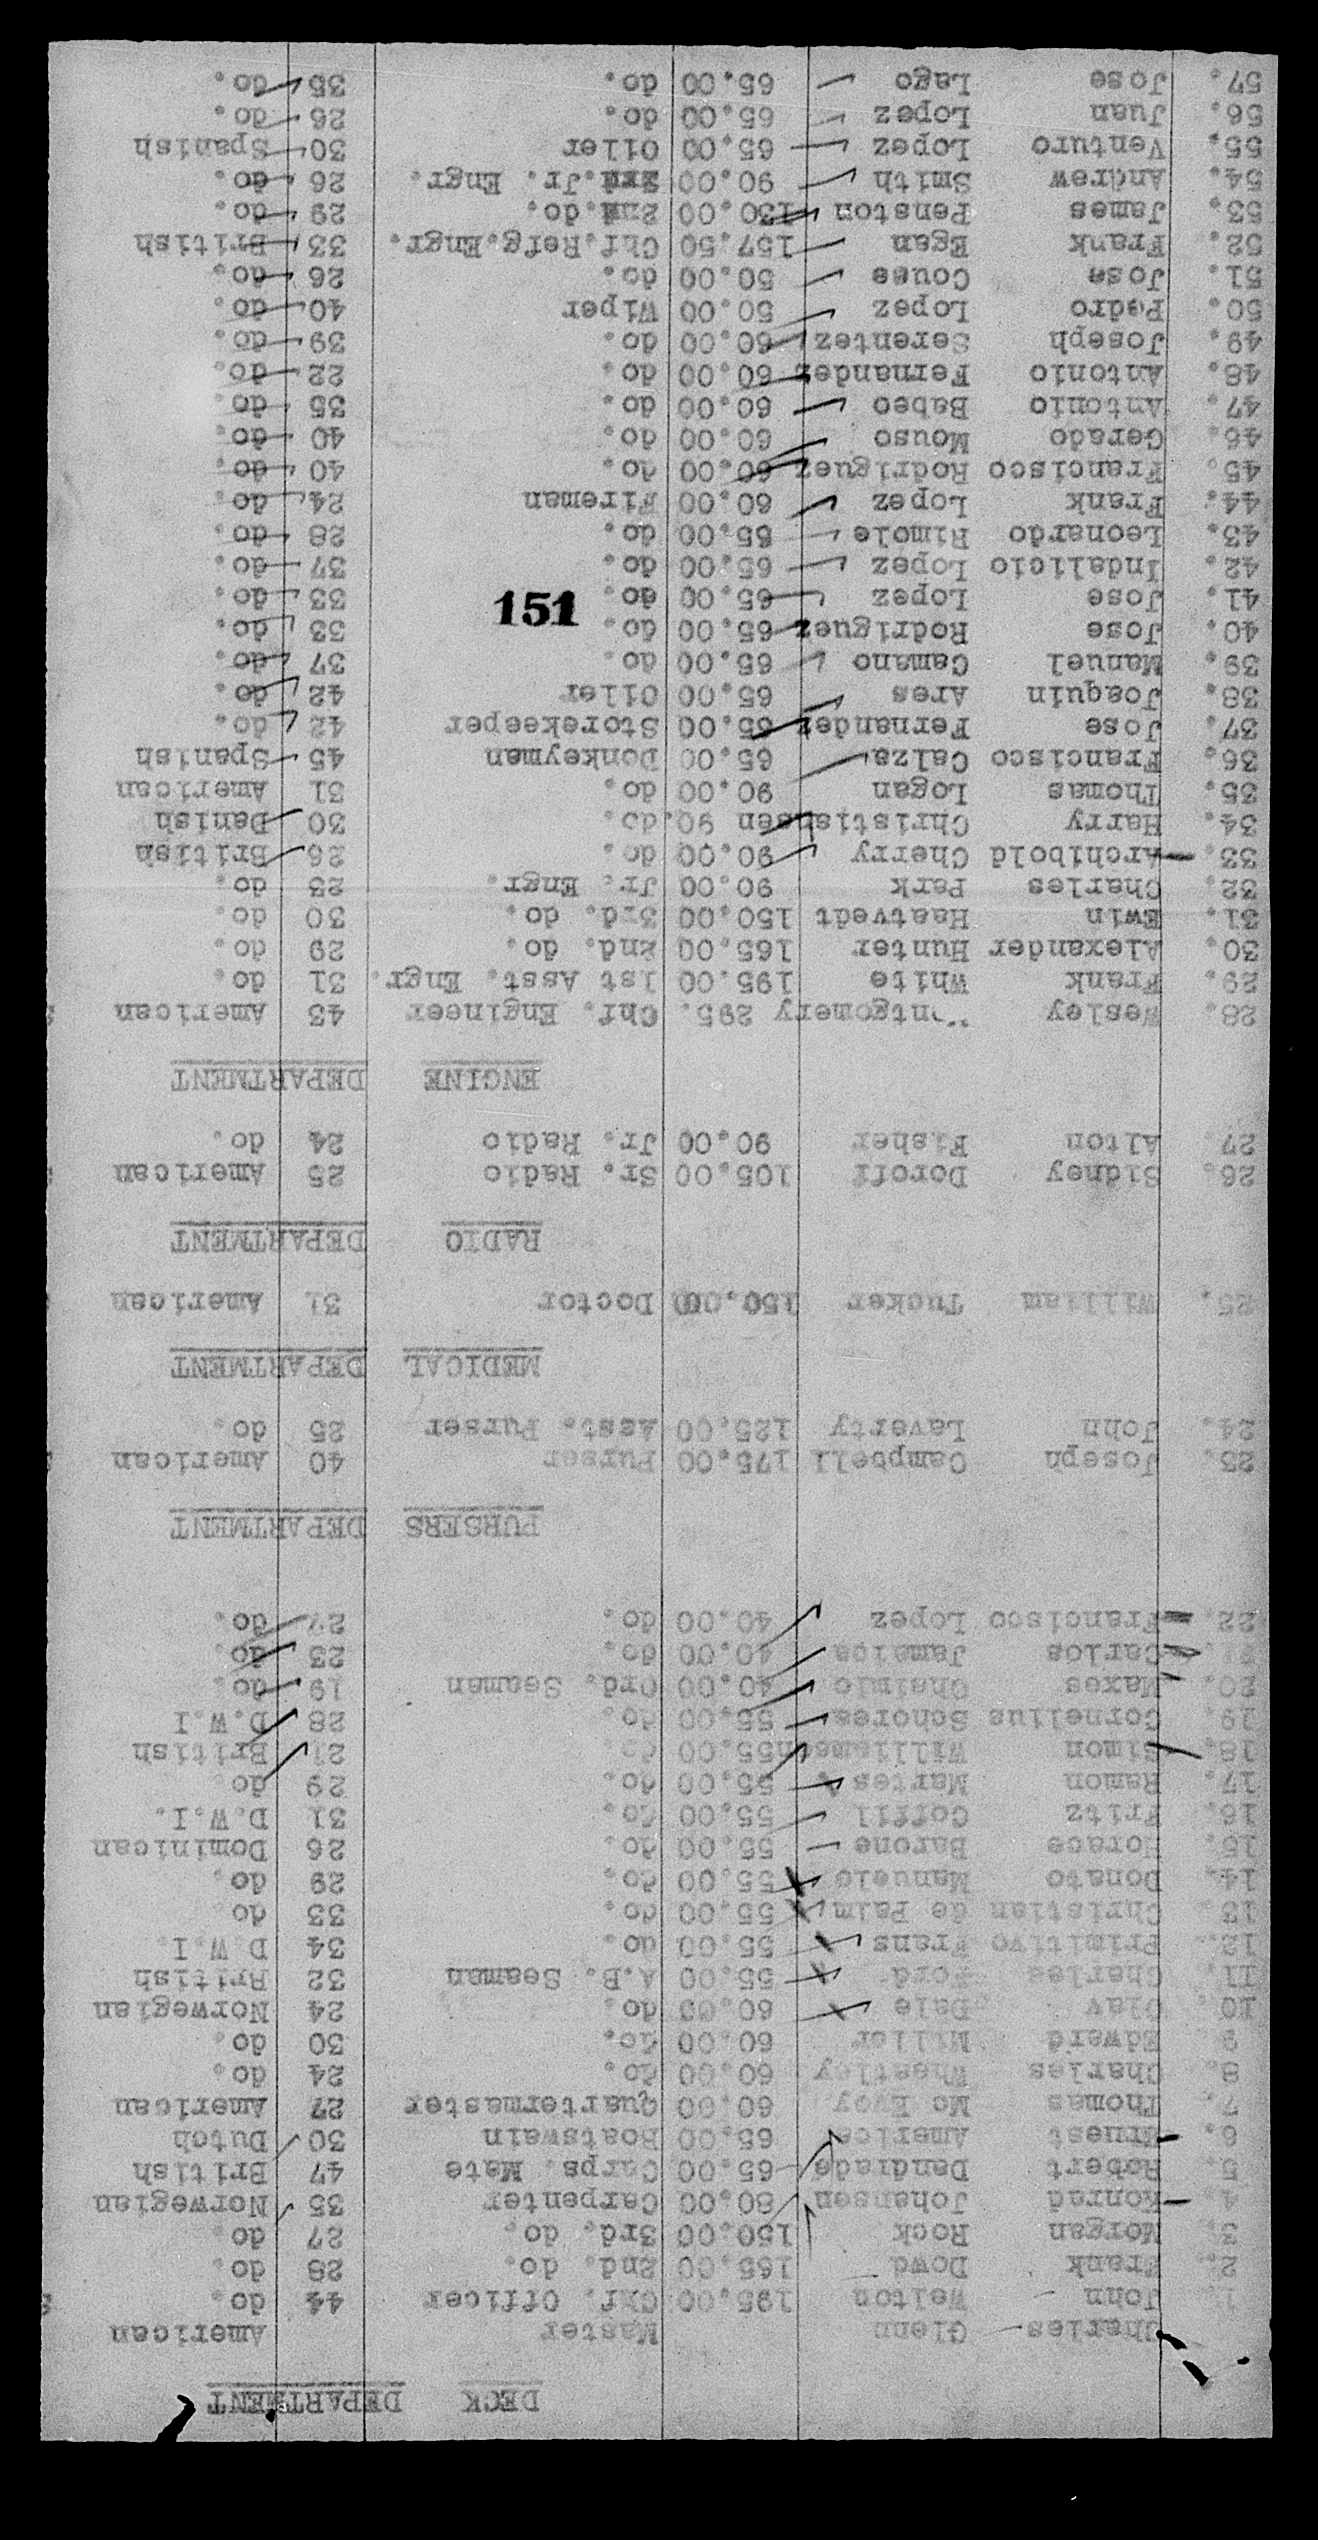 DECK DEPARTMENT
Charles Glenn Master American
1. John Welton 195.00 Chf. Officer 44 do.
2. Frank Dowd 165.00 2nd. do. 28 do.
3. Morgan Rock 150.00 3rd. do. 27 do.
4. Konrad Johansen 80.00 Carpenter 35 Norwegian
5. Robert Dandrade 65.00 Carps. Mate 47 British
6. Ernest America 65.00 Boatswain 30 Dutch
7. Thomas Mc Evoy 60.00 Quartermaster 27 American
8. Charles Wheatley 60.00 do. 24 do.
9 Edward Miller 60.00 do. 30 do.
10. Olav Dale 60.00 do. 24 Norwegian
11. Charles Ford 55.00 A.B. Seaman 32 British
12. Primitivo Frans 55.00 do. 34 D.W.I.
13 Christian de Palm 55.00 do. 33 do
14. Donato Manuelo 55.00 do. 29 do.
15. Horace Barone 55.00 do. 26 Dominican
16. Fritz Coffil 55.00 do. 31 D.W.I.
17. Ramon Martes 55.00 do. 29 do
18. Simon Williamson 55.00 do. 21 British
19. Cornelius Schores 55.00 do. 28 D.W.I
20. Maxes 40.00 Ord. Seaman 19 do.
21. Carlos Jamaica 40.00 do. 23 do
22. Francisco Lopez 40.00 do. 27 do.
PURSERS DEPARTMENT
23. Joseph Campbell 175.00 Purser 40 American
24. John Laverty 125.00 Asst. Purser 25 do.
MEDICAL DEPARTMENT
25. William Tucker 150.00 Doctor 31 American
RADIO DEPARTMENT
26. Sidney Doroff 105.00 Sr. Radio 25 American
27 Alton Fisher 90.00 Jr. Radio 24 do.
ENGINE DEPARTMENT
28. Wesley Montgomery 295. Chf. Engineer 43 American
29. Frank White 195.00 1st Asst. Engr. 31 do.
30. Alexander Hunter 165.00 2nd. do. 29 do.
31. Ewin Haatvedt 150.00 3rd. do. 30 do.
32. Charles Park 90.00 Jr. Engr. 23 do.
33. Archibold Cherry 90.00 do. 26 British
34. Harry Christiansen 90. do. 30 Danish
35. Thomas Logan 90.00 do. 31 American
36. Francisco Calza 65.00 Donkeyman 45 Spanish
37. Jose Fernandez 65.00 Storekeeper 42 do.
38. Joaquin Ares 65.00 Oiler 42 do.
39. Manuel Camano 65.00 do. 37 do.
40. Jose Rodriguez 65.00 do. 33 do.
41. Jose Lopez 65.00 do. 33 do.
151
42. Indalicio Lopez 65.00 do. 37 do.
43. Leonardo Rimole 65.00 do. 28 do.
44. Frank Lopez 60.00 Fireman 24 do.
45 Francisco Rodriguez 60.00 do. 40 do.
46. Gerado Mouso 60.00 do. 40 do.
47. Antonio Babeo 60.00 do. 35 do.
48. Antonio Fernandez 60.00 do. 22 do.
49. Joseph Serentez 60.00 do. 39 do.
50. Pedro Lopez 50.00 Wiper 40 do.
51. Jose Couse 50.00 do. 26 do.
52. Frank Egan 157.50 Chf.Refg.Engr. 33 British
53. James Penston 130.00 2nd.do. 29 do.
54. Andrew Smith 90.00 Jr. Engr. 26 do.
55. Venturo Lopez 65.00 Oiler 30 Spanish
56. Juan Lopez 65.00 do. 26 do.
57. Jose Lago 65.00 do. 35 do.